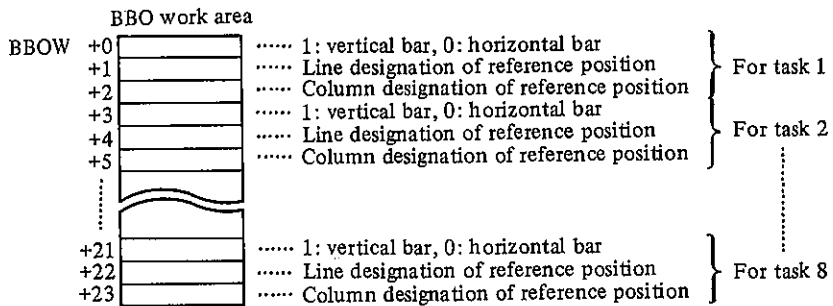 BBO work area
BBOW +0 ...... 1: vertical bar, 0: horizontal bar
+1 ...... Line designation of reference position
+2 ...... Column designation of reference position
For task 1
+3 ...... 1: vertical bar, 0: horizontal bar
+4 ...... Line designation of reference position
+5 ...... Column designation of reference position
For task 2
+21 ...... 1: vertical bar, 0: horizontal bar
+22 ...... Line designation of reference position
+23 ...... Column designation of reference position
For task 8